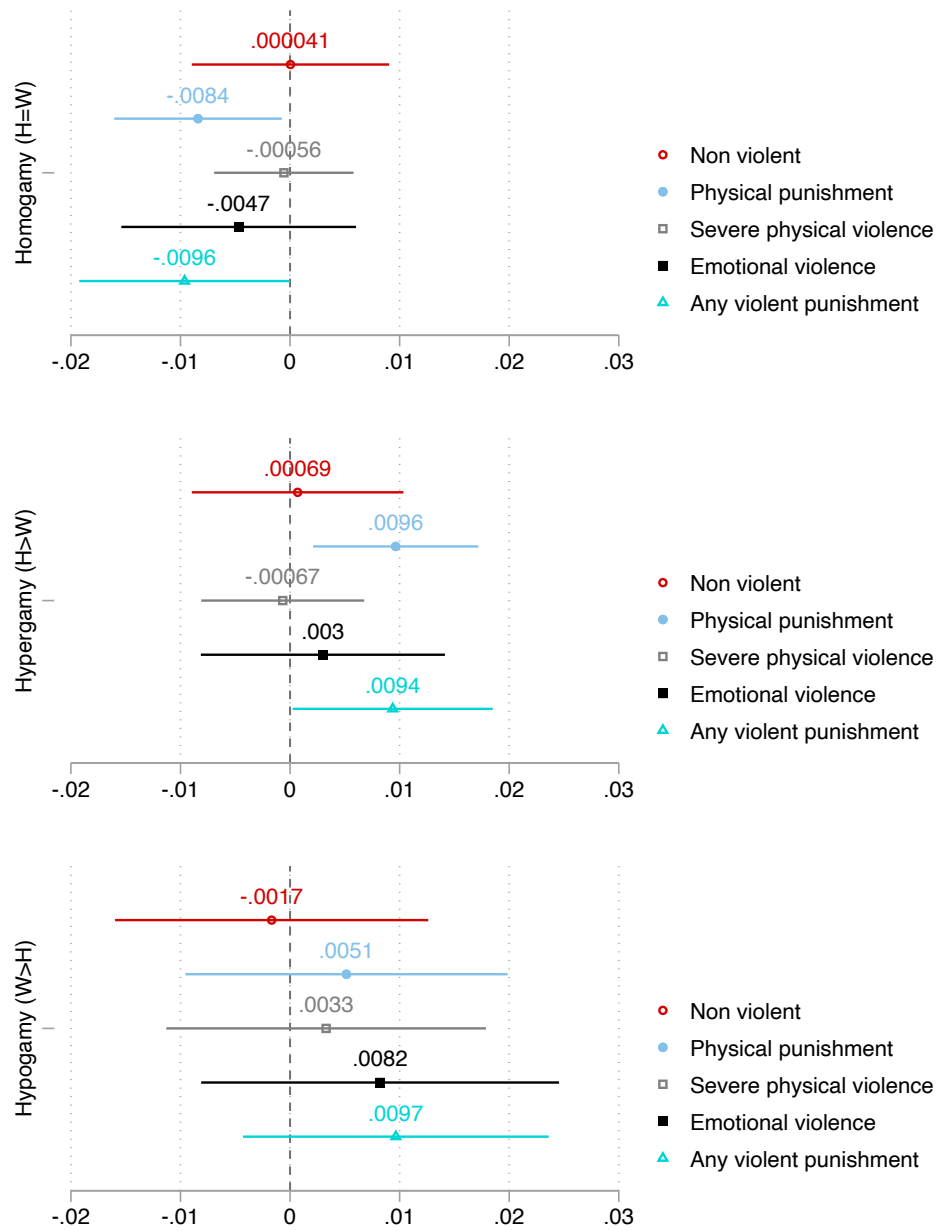 Homogamy (H=W)
.000041
-.0084
-.00056
-.0047
-.0096
-.02 -.01 0 .01 .02 .03
Non violent
Physical punishment
Severe physical violence
Emotional violence
Any violent punishment
Hypergamy (H>W)
.00069
.0096
-.00067
.003
.0094
-.02 -.01 0 .01 .02 .03
Non violent
Physical punishment
Severe physical violence
Emotional violence
Any violent punishment
Hypogamy (W>H)
-.0017
.0051
.0033
.0082
.0097
-.02 -.01 0 .01 .02 .03
Non violent
Physical punishment
Severe physical violence
Emotional violence
Any violent punishment